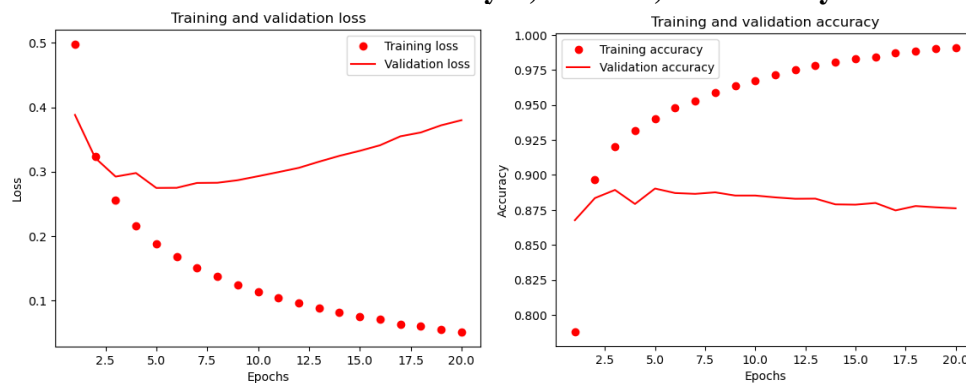 Training and validation loss
Training loss
Validation loss
0.5
0.4
0.3
0.2
0.1
Loss
2.5 5.0 7.5 10.0 12.5 15.0 17.5 20.0
Epochs
Training and validation accuracy
Training accuracy
Validation accuracy
1.000
0.975
0.950
0.925
0.900
0.875
0.850
0.825
0.800
Accuracy
2.5 5.0 7.5 10.0 12.5 15.0 17.5 20.0
Epochs